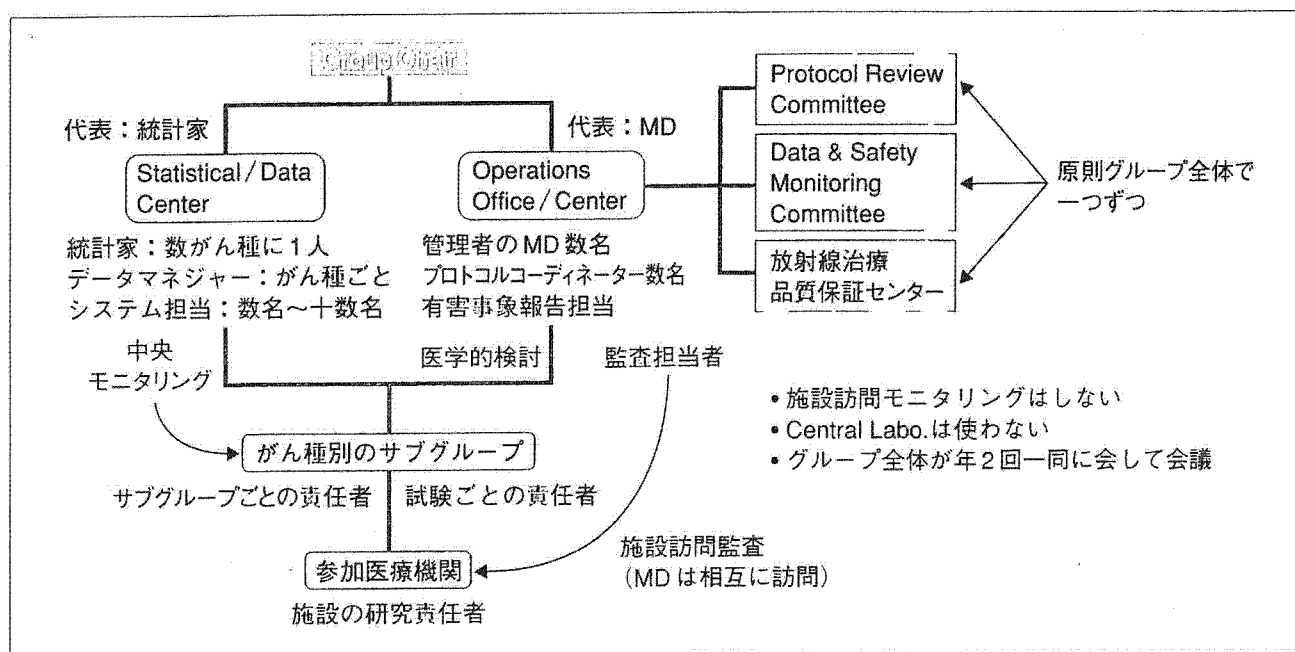 Group Chair
代表：統計家
代表：MD
Statistical / Data
Center
Operations
Office / Center
統計家：数がん種に1人
データマネジャー：がん種ごと
システム担当：数名～十数名
管理者のMD数名
プロトコルコーディネーター数名
有害事象報告担当
Protocol Review
Committee
Data & Safety
Monitoring
Committee
放射線治療
品質保証センター
原則グループ全体で
一つずつ
中央
モニタリング
医学的検討
監査担当者
• 施設訪問モニタリングはしない
• Central Labo.は使わない
• グループ全体が年2回一同に会して会議
がん種別のサブグループ
サブグループごとの責任者
試験ごとの責任者
参加医療機関
施設の研究責任者
施設訪問監査
（MDは相互に訪問）